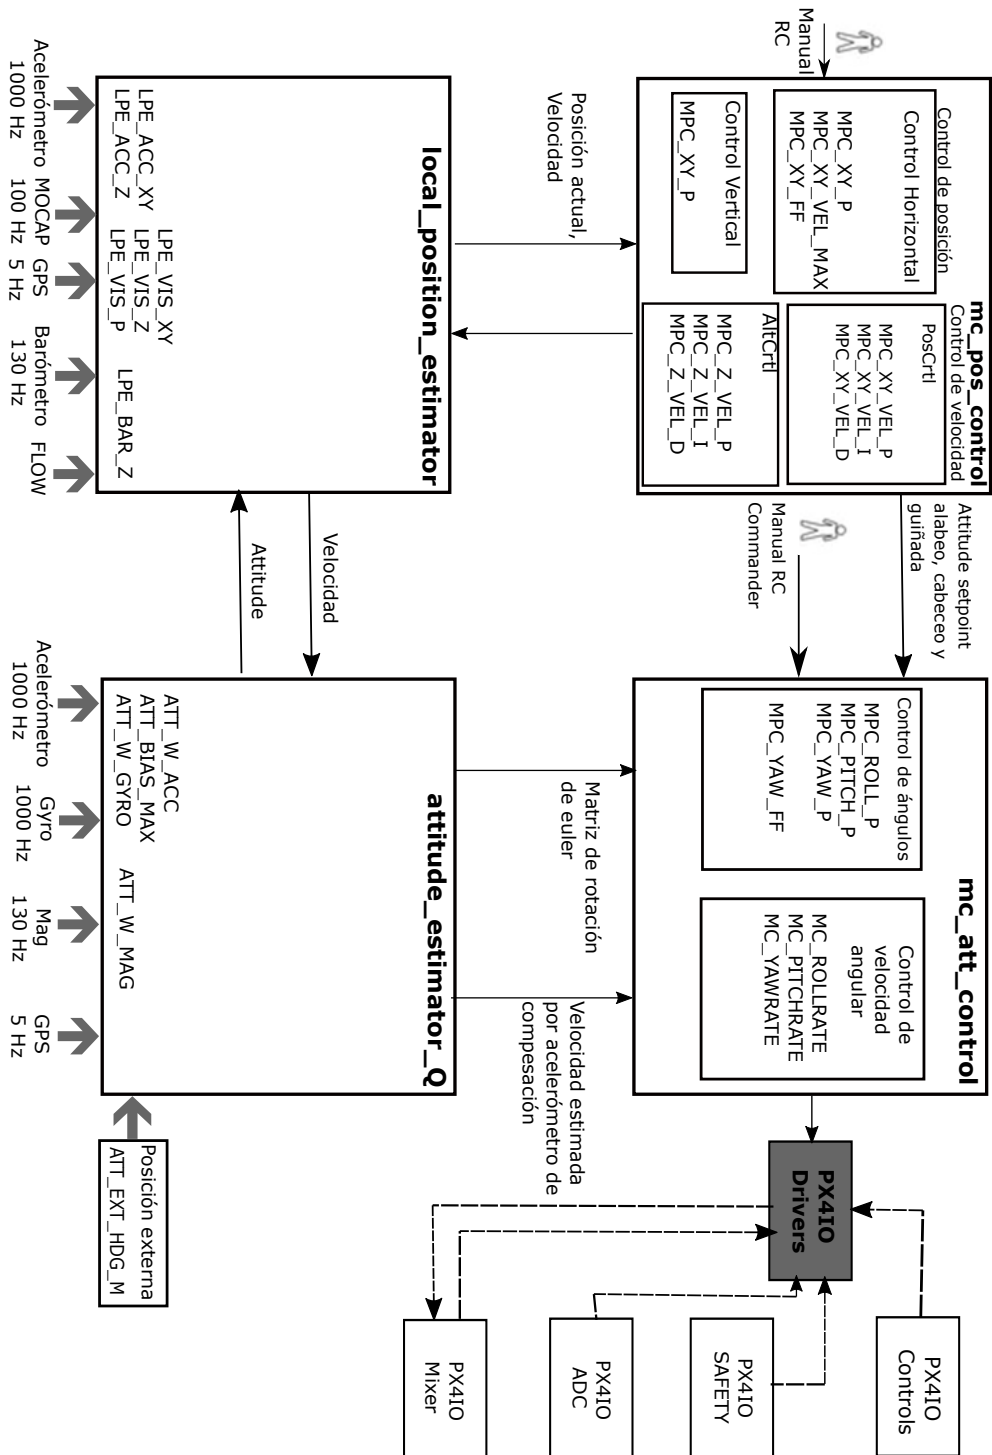 Manual
RC
mc_pos_control
Control de posición
Control Horizontal
MPC_XY_P
MPC_XY_VEL_MAX
MPC_XY_FF
Control Vertical
MPC_XY_P
Control de velocidad
PosCrtl
MPC_XY_VEL_P
MPC_XY_VEL_I
MPC_XY_VEL_D
AltCrtl
MPC_Z_VEL_P
MPC_Z_VEL_I
MPC_Z_VEL_D
Attitude setpoint
alabeo, cabeceo y
guiñada
Manual RC
Commander
mc_att_control
Control de ángulos
MPC_ROLL_P
MPC_PITCH_P
MPC_YAW_P
MPC_YAW_FF
Control de
velocidad
angular
MC_ROLLRATE
MC_PITCHRATE
MC_YAWRATE
PX4IO
Drivers
PX4IO
Controls
PX4IO
SAFETY
PX4IO
ADC
PX4IO
Mixer
Posición actual,
Velocidad
Matriz de rotación
de euler
Velocidad estimada
por acelerómetro de
compesación
local_position_estimator
LPE_ACC_XY
LPE_ACC_Z
LPE_VIS_XY
LPE_VIS_Z
LPE_VIS_P
LPE_BAR_Z
Velocidad
Attitude
attitude_estimator_Q
ATT_W_ACC
ATT_BIAS_MAX
ATT_W_GYRO
ATT_W_MAG
Posición externa
ATT_EXT_HDG_M
Acelerómetro
1000 Hz
MOCAP
100 Hz
GPS
5 Hz
Barómetro
130 Hz
FLOW
Acelerómetro
1000 Hz
Gyro
1000 Hz
Mag
130 Hz
GPS
5 Hz